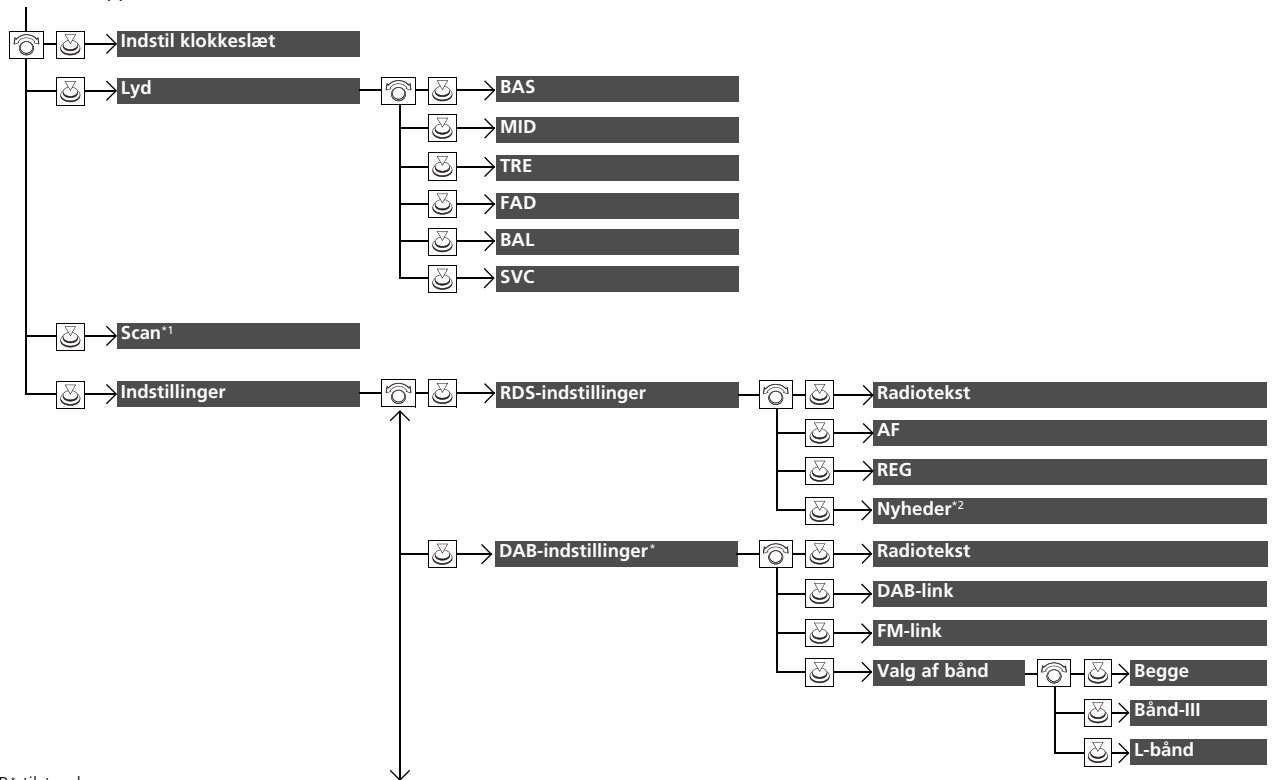 Indstil klokkeslæt
Lyd
BAS
MID
TRE
FAD
BAL
SVC
Scan*1
Indstillinger
RDS-indstillinger
Radiotekst
AF
REG
Nyheder*2
DAB-indstillinger*
Radiotekst
DAB-link
FM-link
Valg af bånd
Begge
Bånd-III
L-bånd